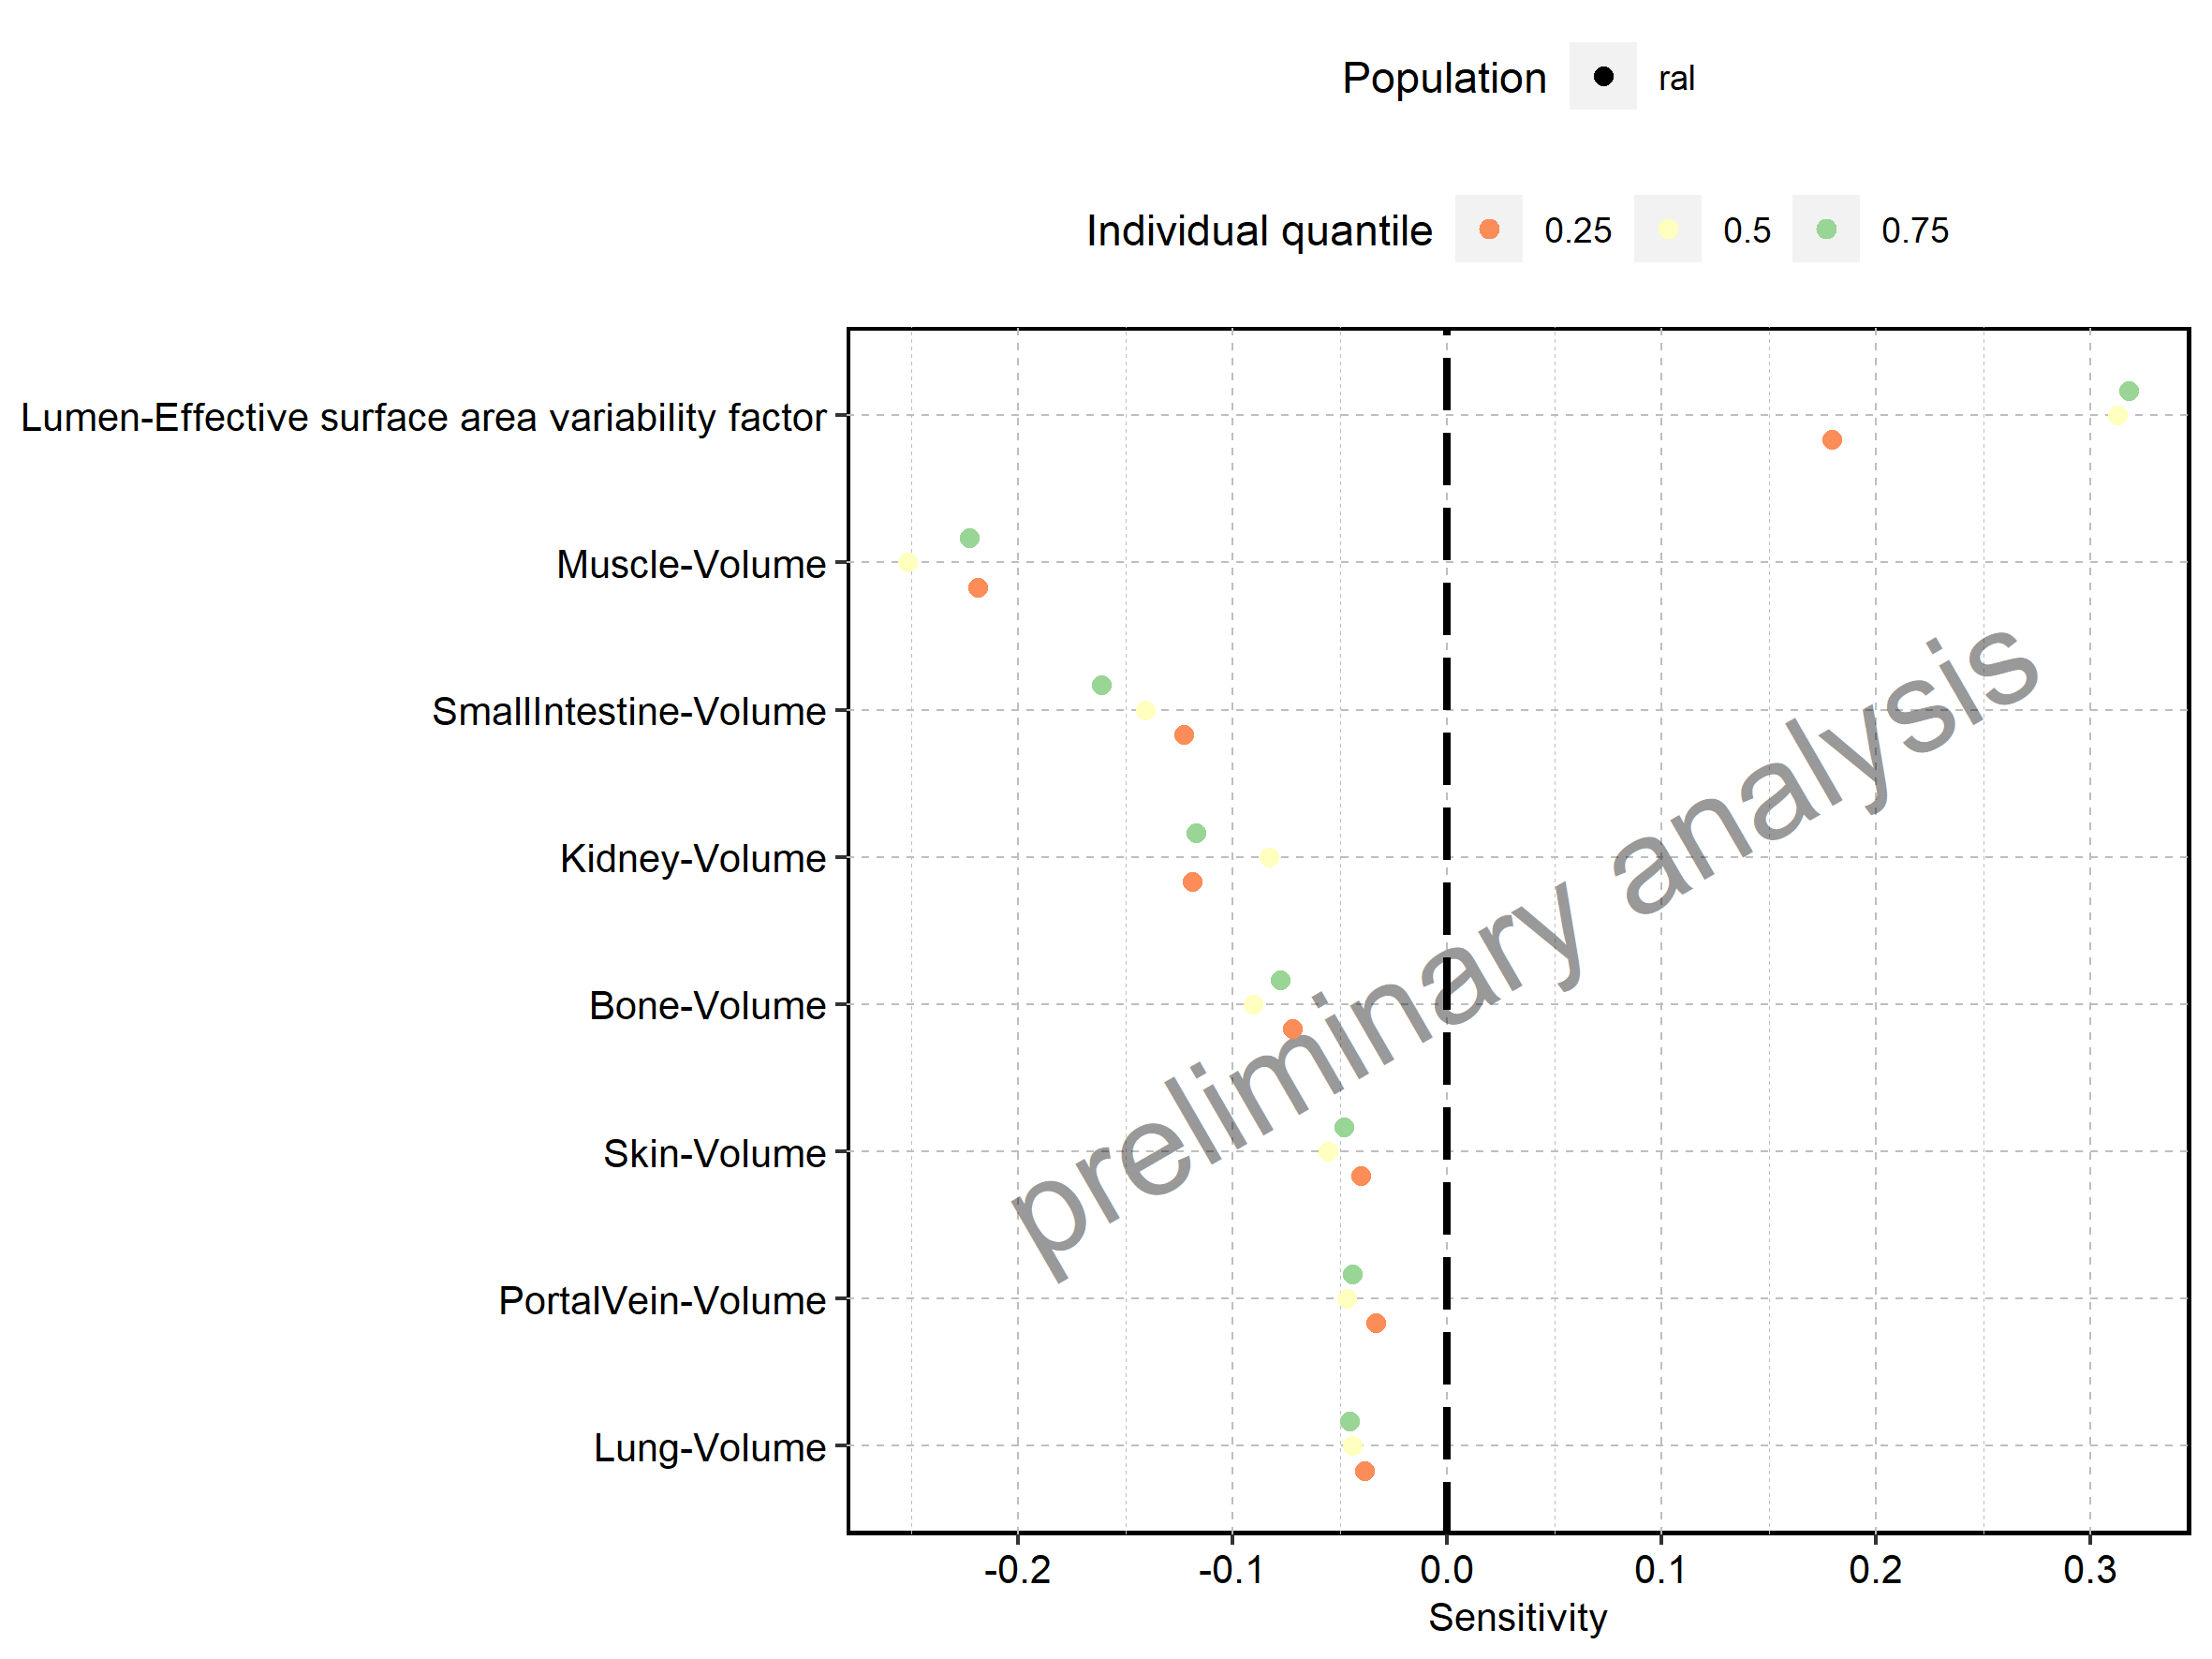 Population ral
Individual quantile 0.25 0.5 0.75
Lumen-Effective surface area variability factor
Muscle-Volume
SmallIntestine-Volume
Kidney-Volume
Bone-Volume
Skin-Volume
PortalVein-Volume
Lung-Volume
preliminary analysis
-0.2 -0.1 0.0 0.1 0.2 0.3
Sensitivity